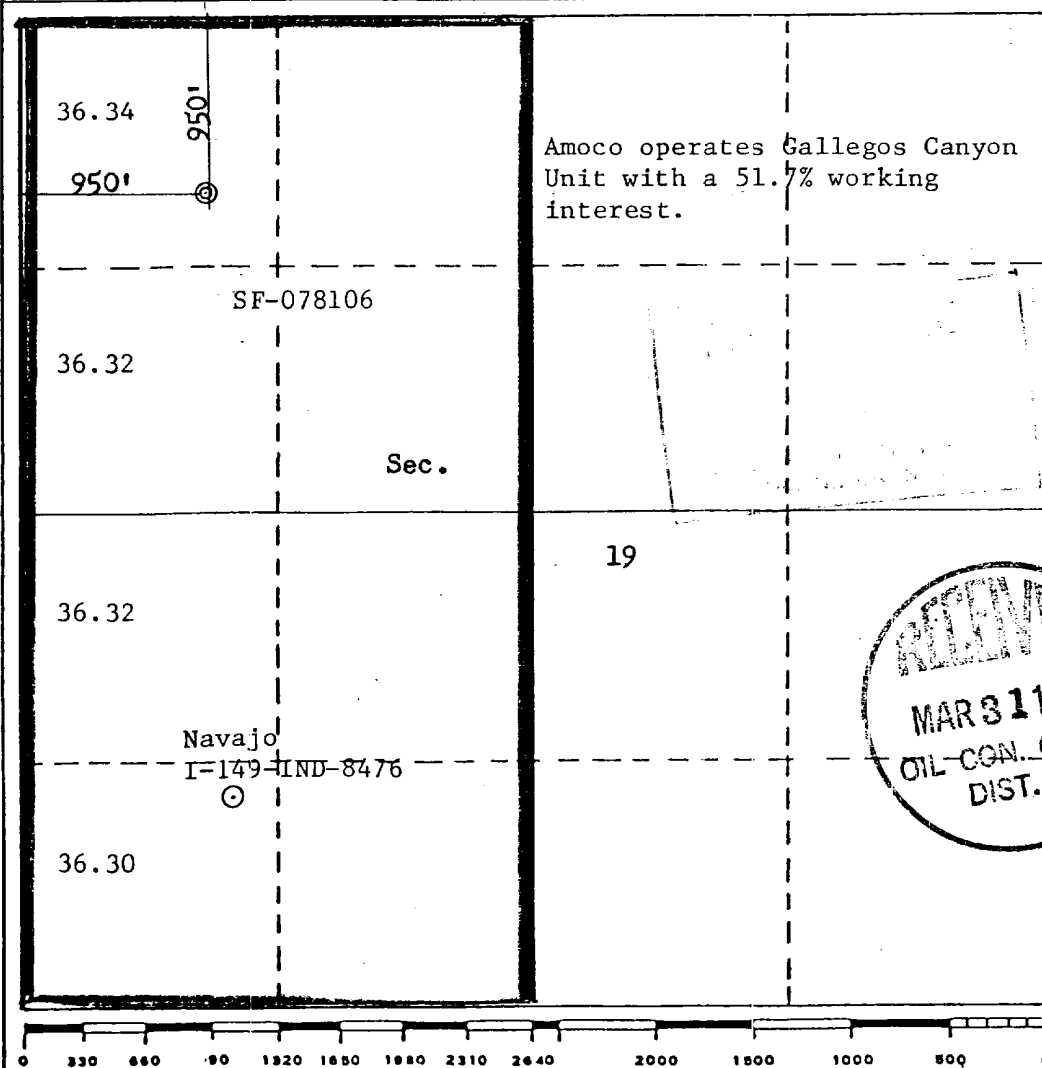 36.34
950'
950'
Amoco operates Gallegos Canyon
Unit with a 51.7% working
interest.
SF-078106
36.32
Sec.
19
36.32
MAR 31
OIL CON.
DIST.
Navajo
I-149-IND-8476
36.30
0 330 660 90 1320 1650 1980 2310 2640 2000 1500 1000 500